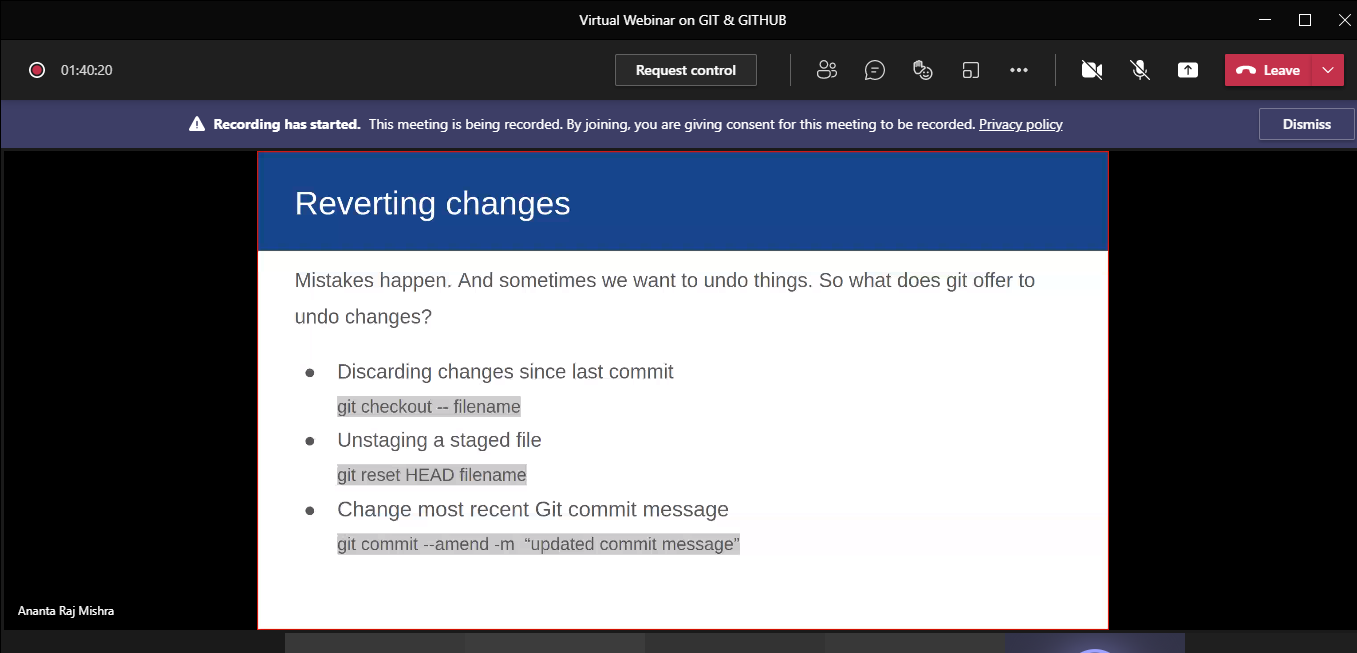 Virtual Webinar on GIT & GITHUB
01:40:20
Request control
Leave
Recording has started. This meeting is being recorded. By joining, you are giving consent for this meeting to be recorded. Privacy policy
Dismiss
Reverting changes
Mistakes happen. And sometimes we want to undo things. So what does git offer to
undo changes?
● Discarding changes since last commit
git checkout -- filename
● Unstaging a staged file
git reset HEAD filename
● Change most recent Git commit message
git commit --amend -m  “updated commit message”
Ananta Raj Mishra